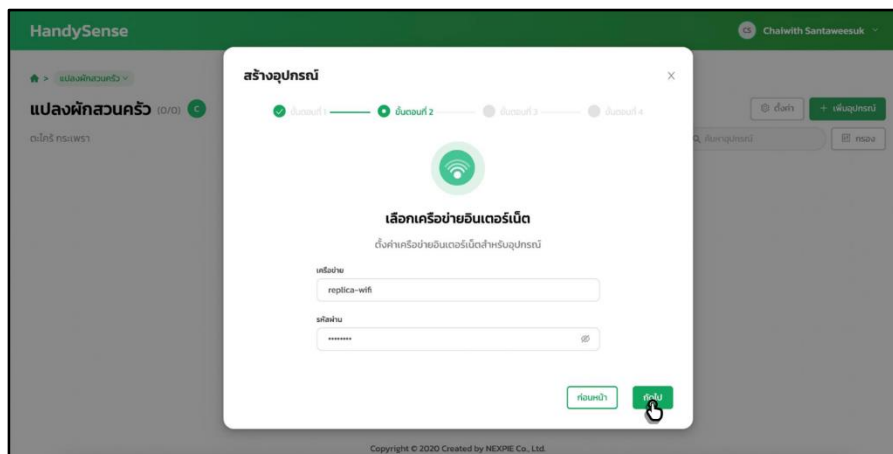 HandySense
CS Chaiwith Santaweesuk
แปลงผักสวนครัว
แปลงผักสวนครัว (0/0) C
ตั้งค่า
+ เพิ่มอุปกรณ์
ตะไคร้ กระเพรา
ค้นหาอุปกรณ์
กรอง
สร้างอุปกรณ์
ขั้นตอนที่ 1
ขั้นตอนที่ 2
ขั้นตอนที่ 3
ขั้นตอนที่ 4
เลือกเครือข่ายอินเตอร์เน็ต
ตั้งค่าเครือข่ายอินเตอร์เน็ตสำหรับอุปกรณ์
เครือข่าย
replica-wifi
รหัสผ่าน
••••••••
ก่อนหน้า
ถัดไป
Copyright © 2020 Created by NEXPIE Co., Ltd.